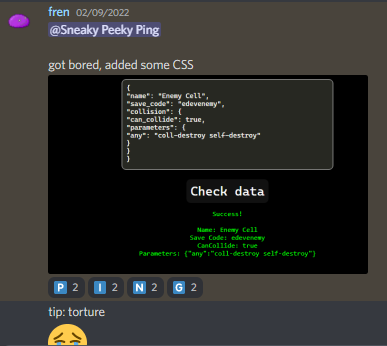 fren 02/09/2022
@Sneaky Peeky Ping
got bored, added some CSS
{
"name": "Enemy Cell",
"save_code": "edevenemy",
"collision": {
"can_collide": true,
"parameters": {
"any": "coll-destroy self-destroy"
}
}
}
Check data
Success!
Name: Enemy Cell
Save Code: edevenemy
CanCollide: true
Parameters: {"any":"coll-destroy self-destroy"}
P 2 I 2 N 2 G 2
tip: torture